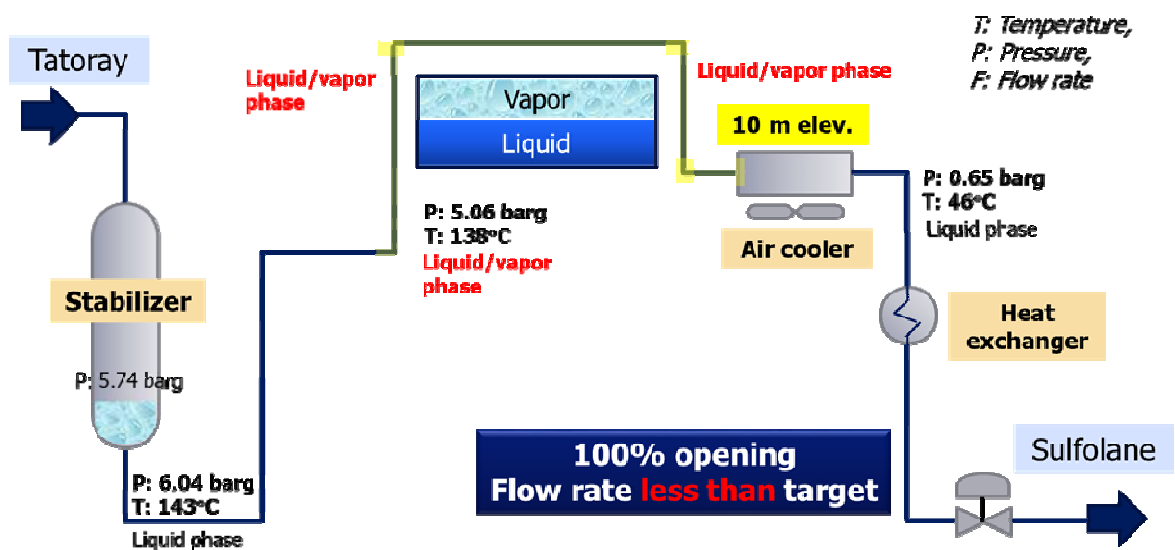 T: Temperature,
P: Pressure,
F: Flow rate
Tatoray
Liquid/vapor
phase
Vapor
Liquid
Liquid/vapor phase
10 m elev.
P: 5.06 barg
T: 138°C
Liquid/vapor
phase
Air cooler
P: 0.65 barg
T: 46°C
Liquid phase
Stabilizer
P: 5.74 barg
Heat
exchanger
P: 6.04 barg
T: 143°C
Liquid phase
100% opening
Flow rate less than target
Sulfolane